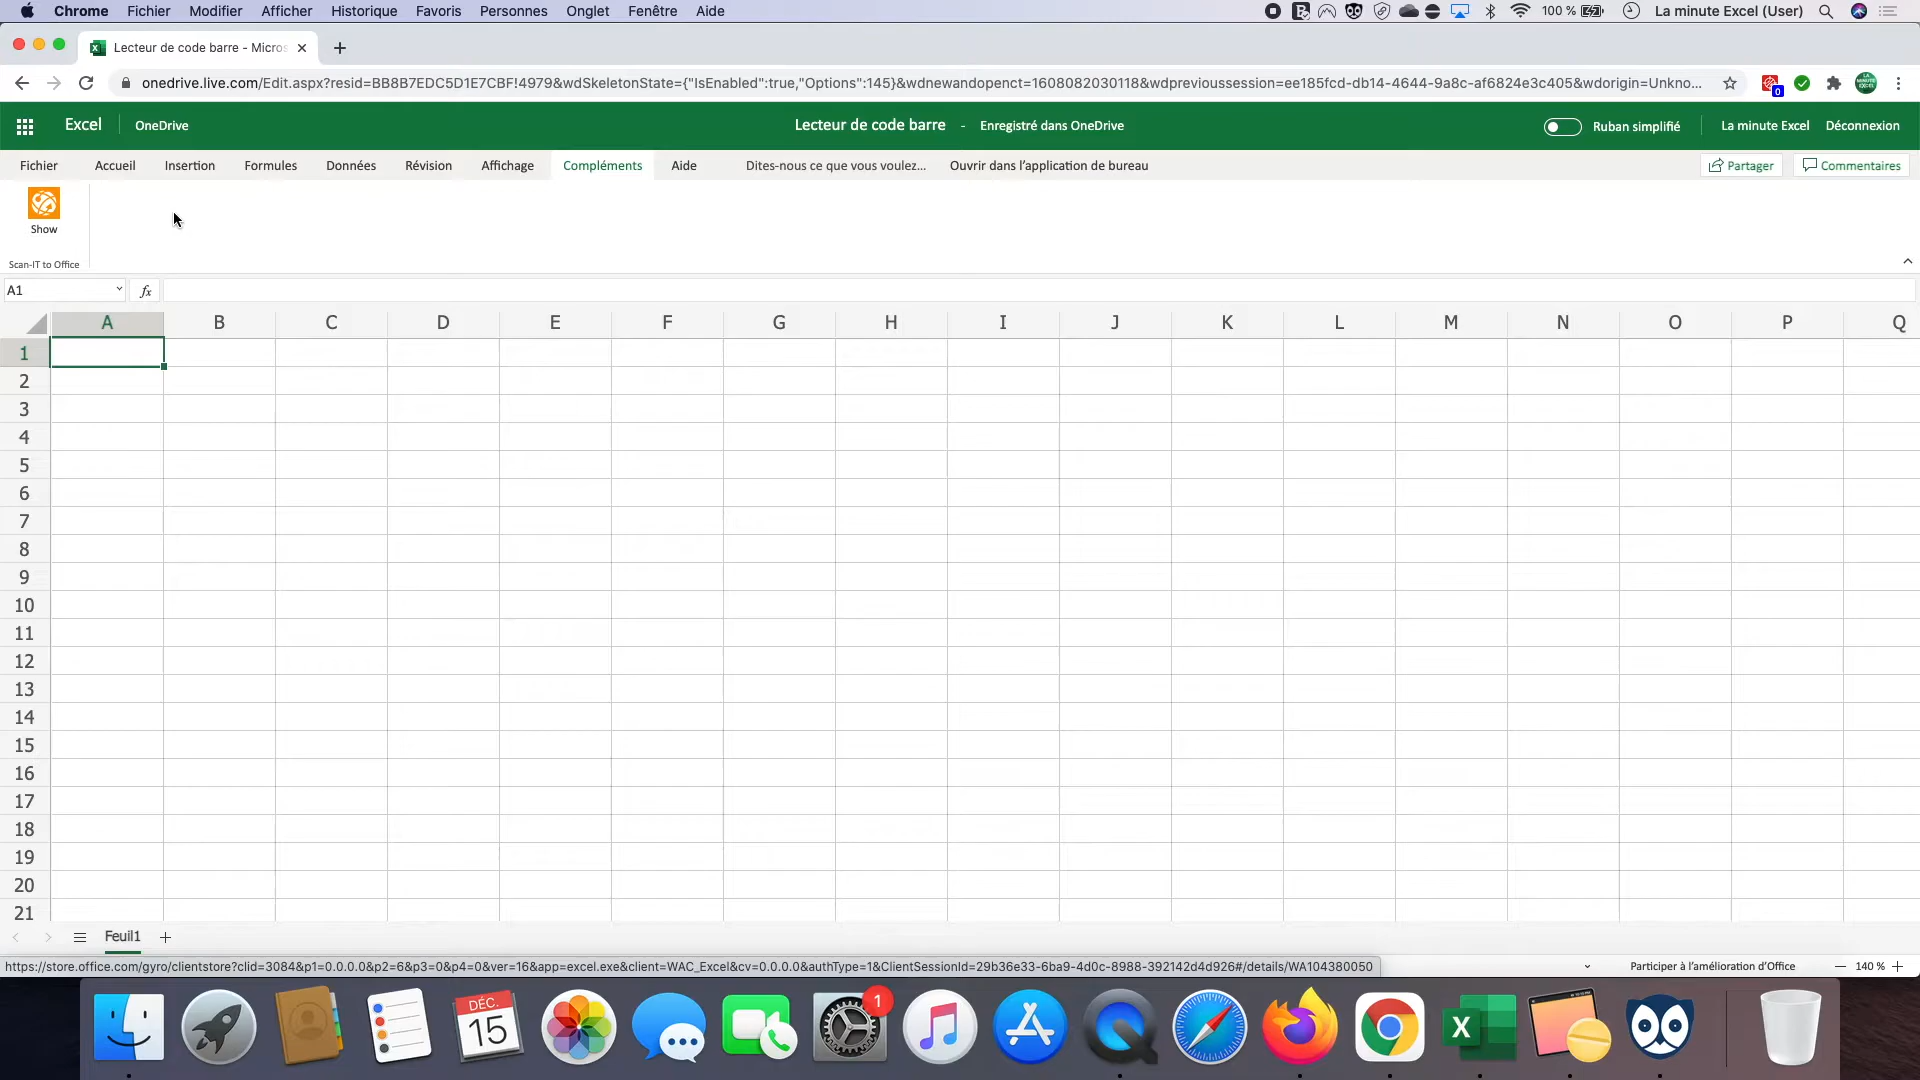 Chrome Fichier Modifier Afficher Historique Favoris Personnes Onglet Fenêtre Aide 100 % La minute Excel (User)
Lecteur de code barre - Micros
onedrive.live.com/Edit.aspx?resid=BB8B7EDC5D1E7CBF!4979&wdSkeletonState={"IsEnabled":true,"Options":145}&wdnewandopenct=1608082030118&wdprevioussession=ee185fcd-db14-4644-9a8c-af6824e3c405&wdorigin=Unkno...
0
Excel OneDrive Lecteur de code barre - Enregistré dans OneDrive Ruban simplifié La minute Excel Déconnexion
Fichier Accueil Insertion Formules Données Révision Affichage Compléments Aide Dites-nous ce que vous voulez... Ouvrir dans l'application de bureau Partager Commentaires
Show
Scan-IT to Office
A1 fx
A B C D E F G H I J K L M N O P Q
1
2
3
4
5
6
7
8
9
10
11
12
13
14
15
16
17
18
19
20
21
Feuil1
https://store.office.com/gyro/clientstore?clid=3084&p1=0.0.0.0&p2=6&p3=0&p4=0&ver=16&app=excel.exe&client=WAC_Excel&cv=0.0.0.0&authType=1&ClientSessionId=29b36e33-6ba9-4d0c-8988-392142d4d926#/details/WA104380050 Participer à l'amélioration d'Office 140 %
DÉC.
15
1
X